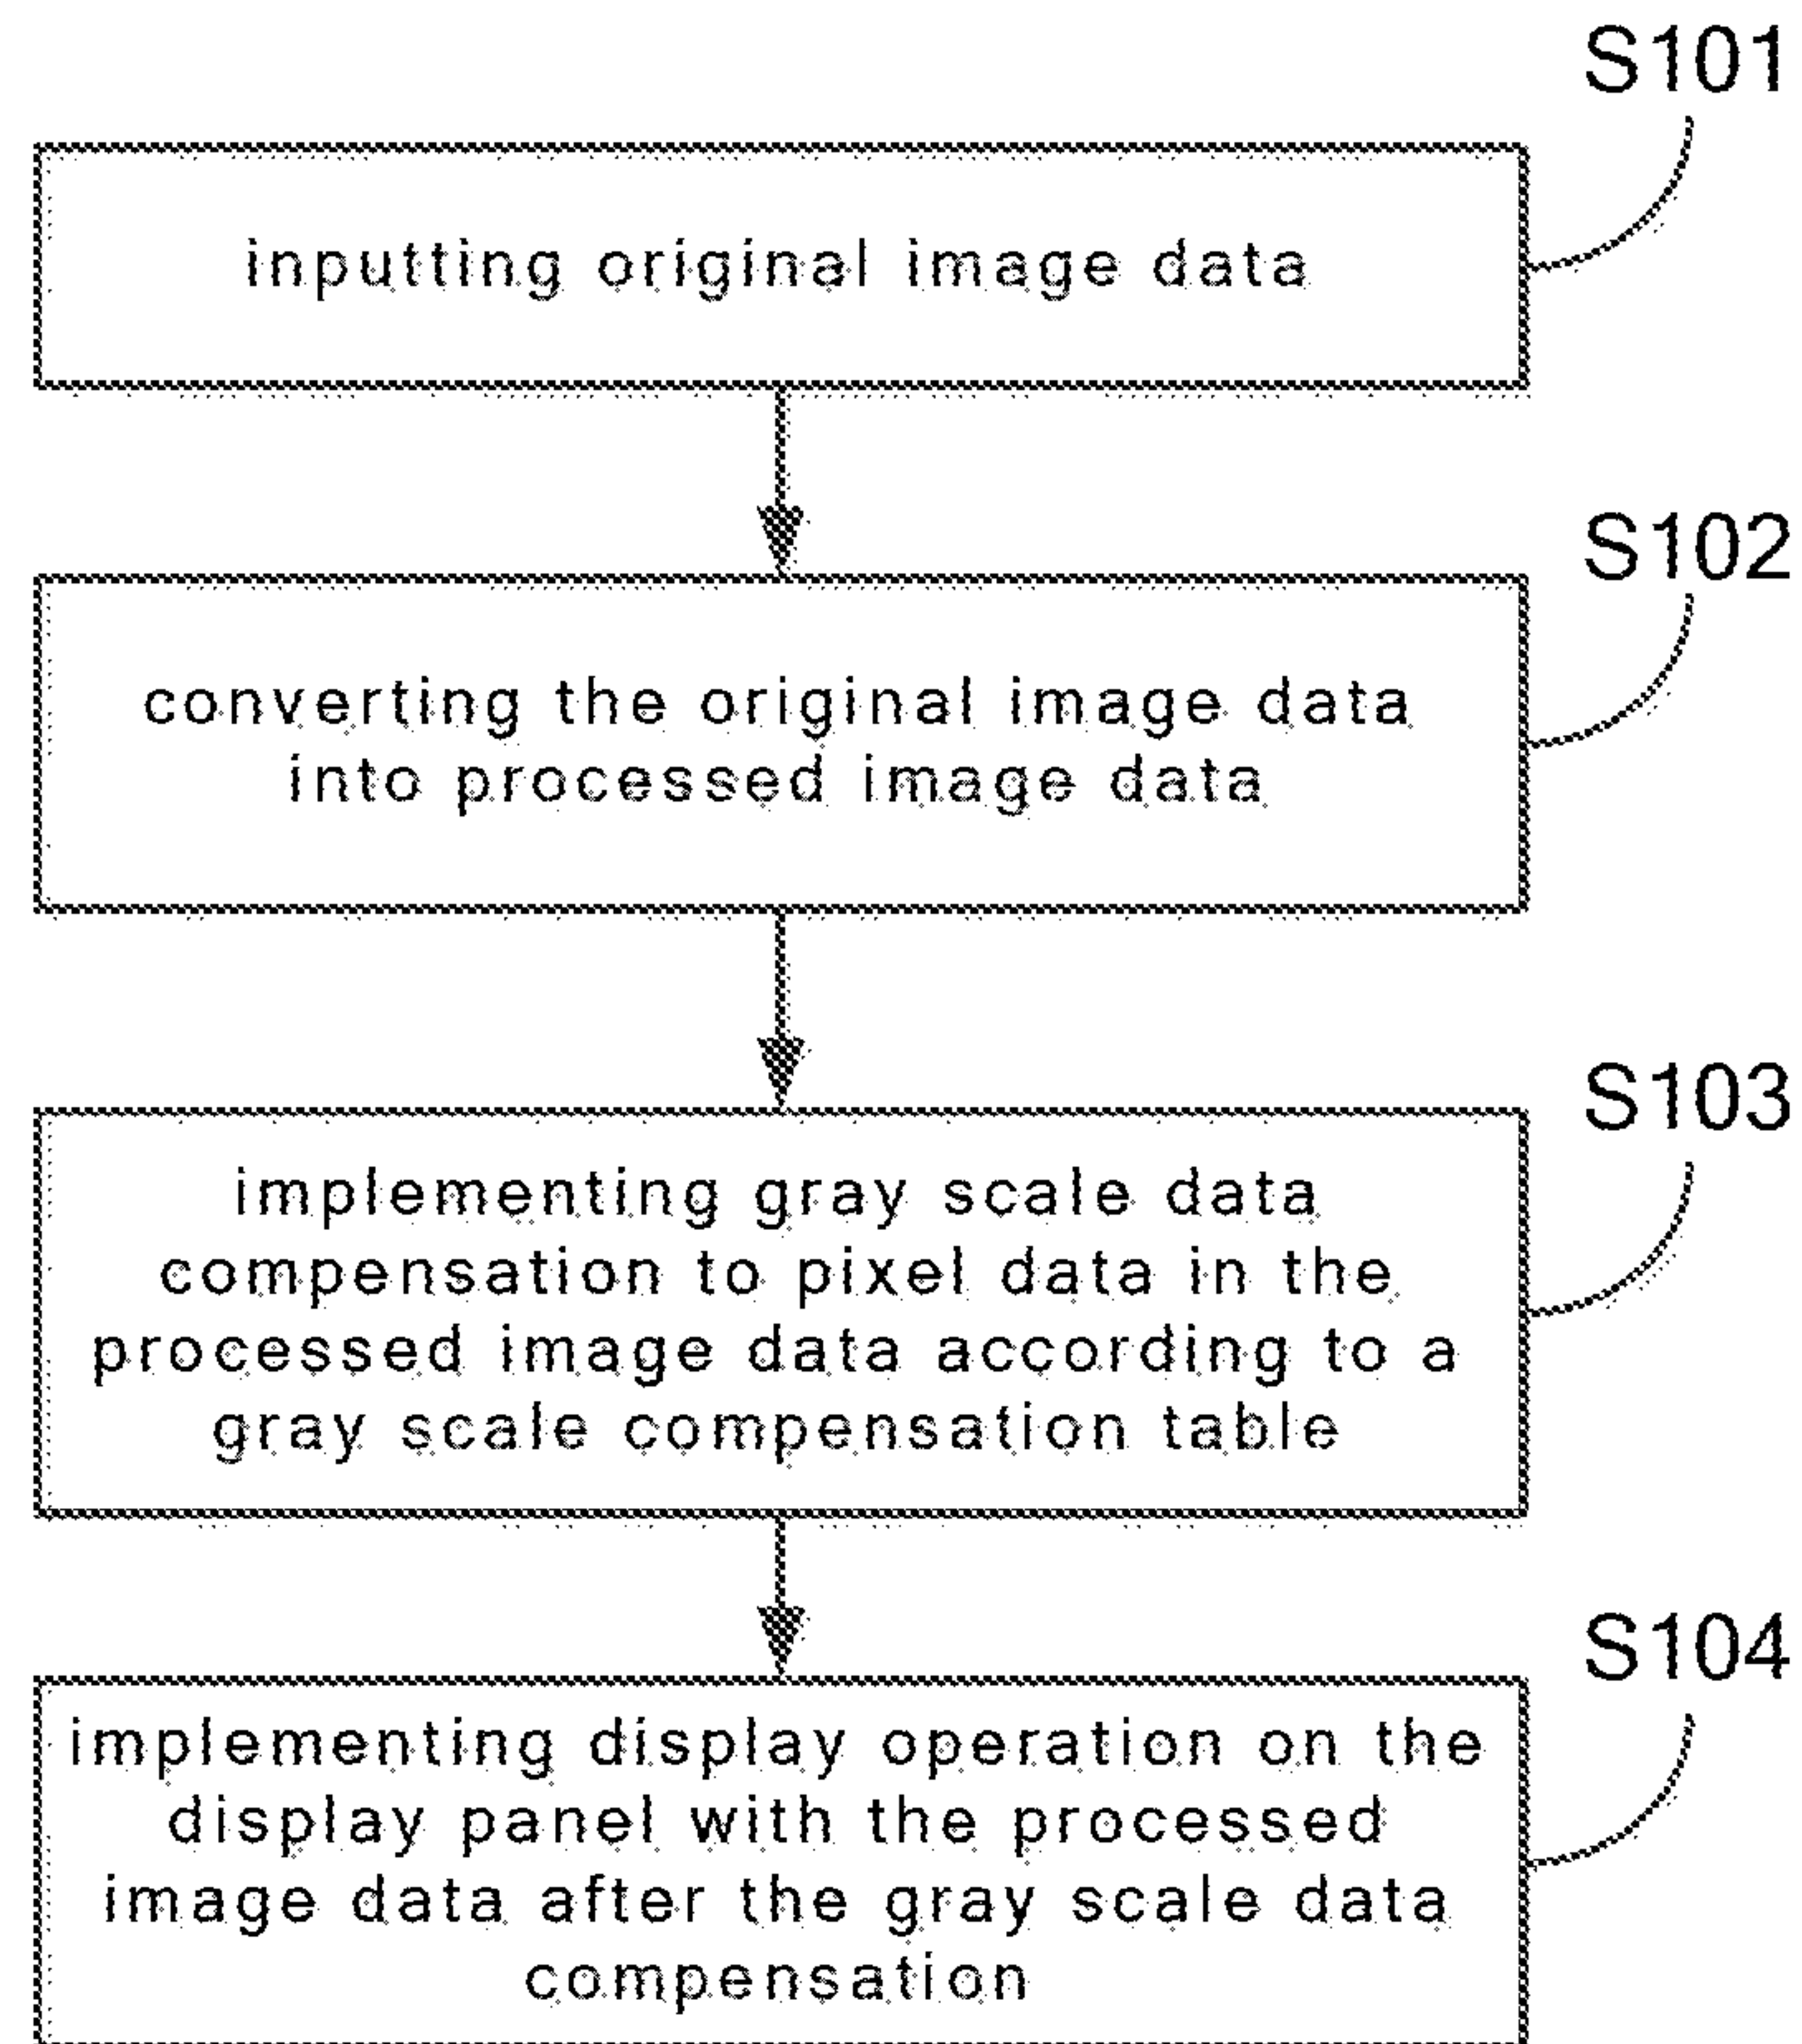 S101
inputting original image data
S102
converting the original image data
into processed image data
S103
implementing gray scale data
compensation to pixel data in the
processed image data according to a
gray scale compensation table
S104
implementing display operation on the
display panel with the processed
image data after the gray scale data
compensation